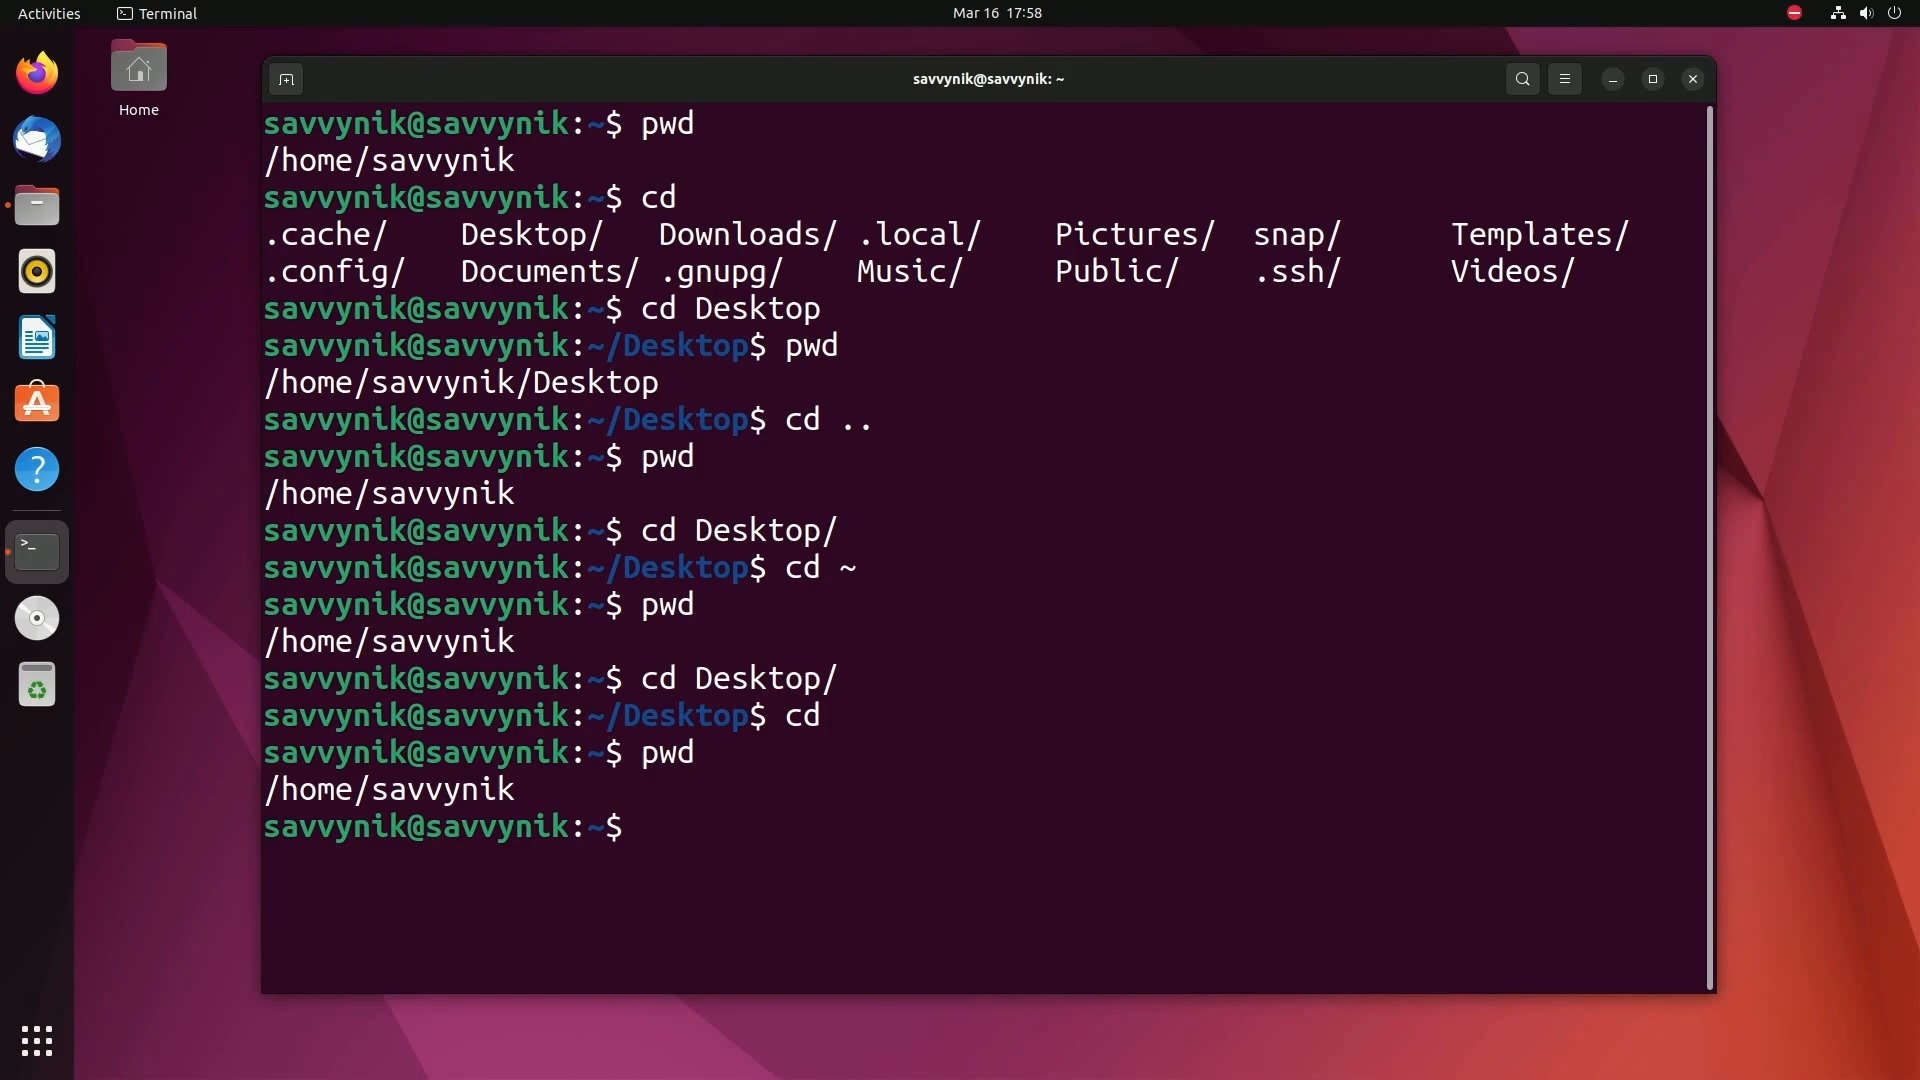 Activities Terminal Mar 16 17:58
Home
savvynik@savvynik: ~
savvynik@savvynik:~$ pwd
/home/savvynik
savvynik@savvynik:~$ cd
.cache/ Desktop/ Downloads/ .local/ Pictures/ snap/ Templates/
.config/ Documents/ .gnupg/ Music/ Public/ .ssh/ Videos/
savvynik@savvynik:~$ cd Desktop
savvynik@savvynik:~/Desktop$ pwd
/home/savvynik/Desktop
savvynik@savvynik:~/Desktop$ cd ..
savvynik@savvynik:~$ pwd
/home/savvynik
savvynik@savvynik:~$ cd Desktop/
savvynik@savvynik:~/Desktop$ cd ~
savvynik@savvynik:~$ pwd
/home/savvynik
savvynik@savvynik:~$ cd Desktop/
savvynik@savvynik:~/Desktop$ cd
savvynik@savvynik:~$ pwd
/home/savvynik
savvynik@savvynik:~$